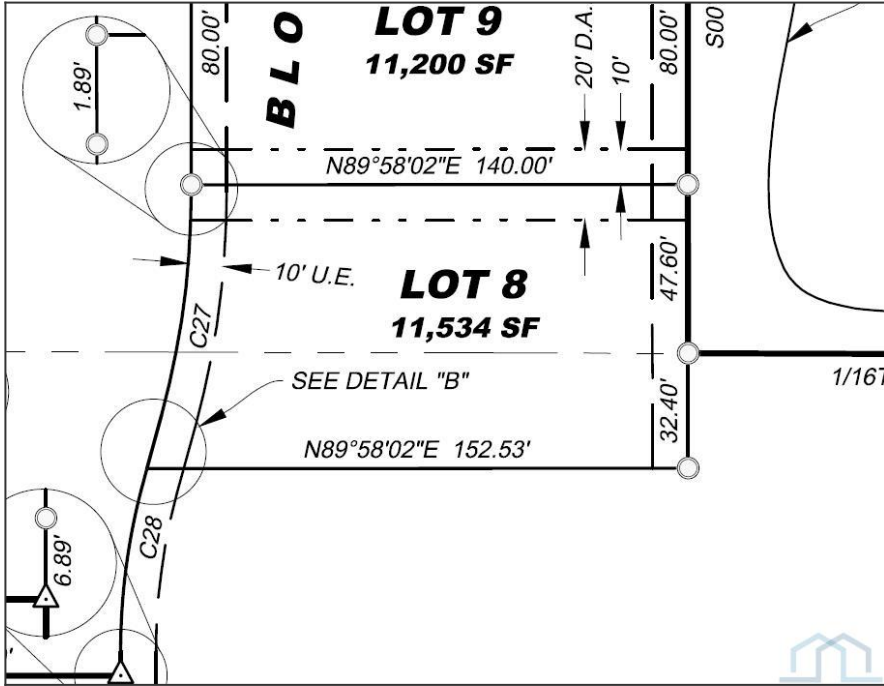 LOT 9
11,200 SF
80.00'
BLO
20' D.A.
10'
80.00'
S00
1.89'
N89°58'02"E 140.00'
10' U.E.
LOT 8
11,534 SF
47.60'
C27
SEE DETAIL "B"
1/16
32.40'
N89°58'02"E 152.53'
C28
6.89'